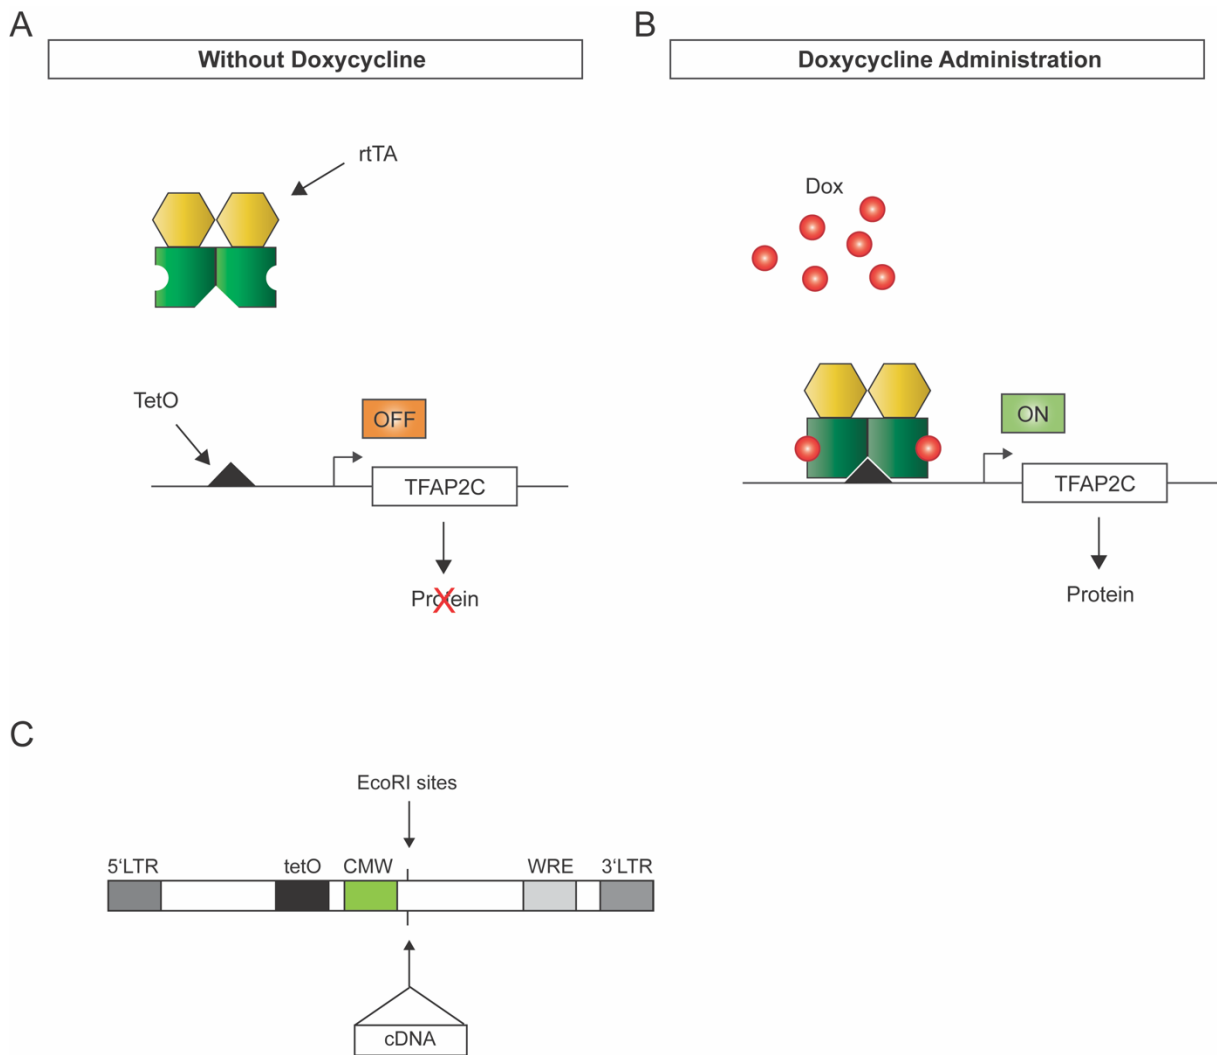 A
Without Doxycycline
rtTA
TetO
OFF
TFAP2C
Protein
B
Doxycycline Administration
Dox
ON
TFAP2C
Protein
C
EcoRI sites
5‘LTR tetO CMW WRE 3‘LTR
cDNA